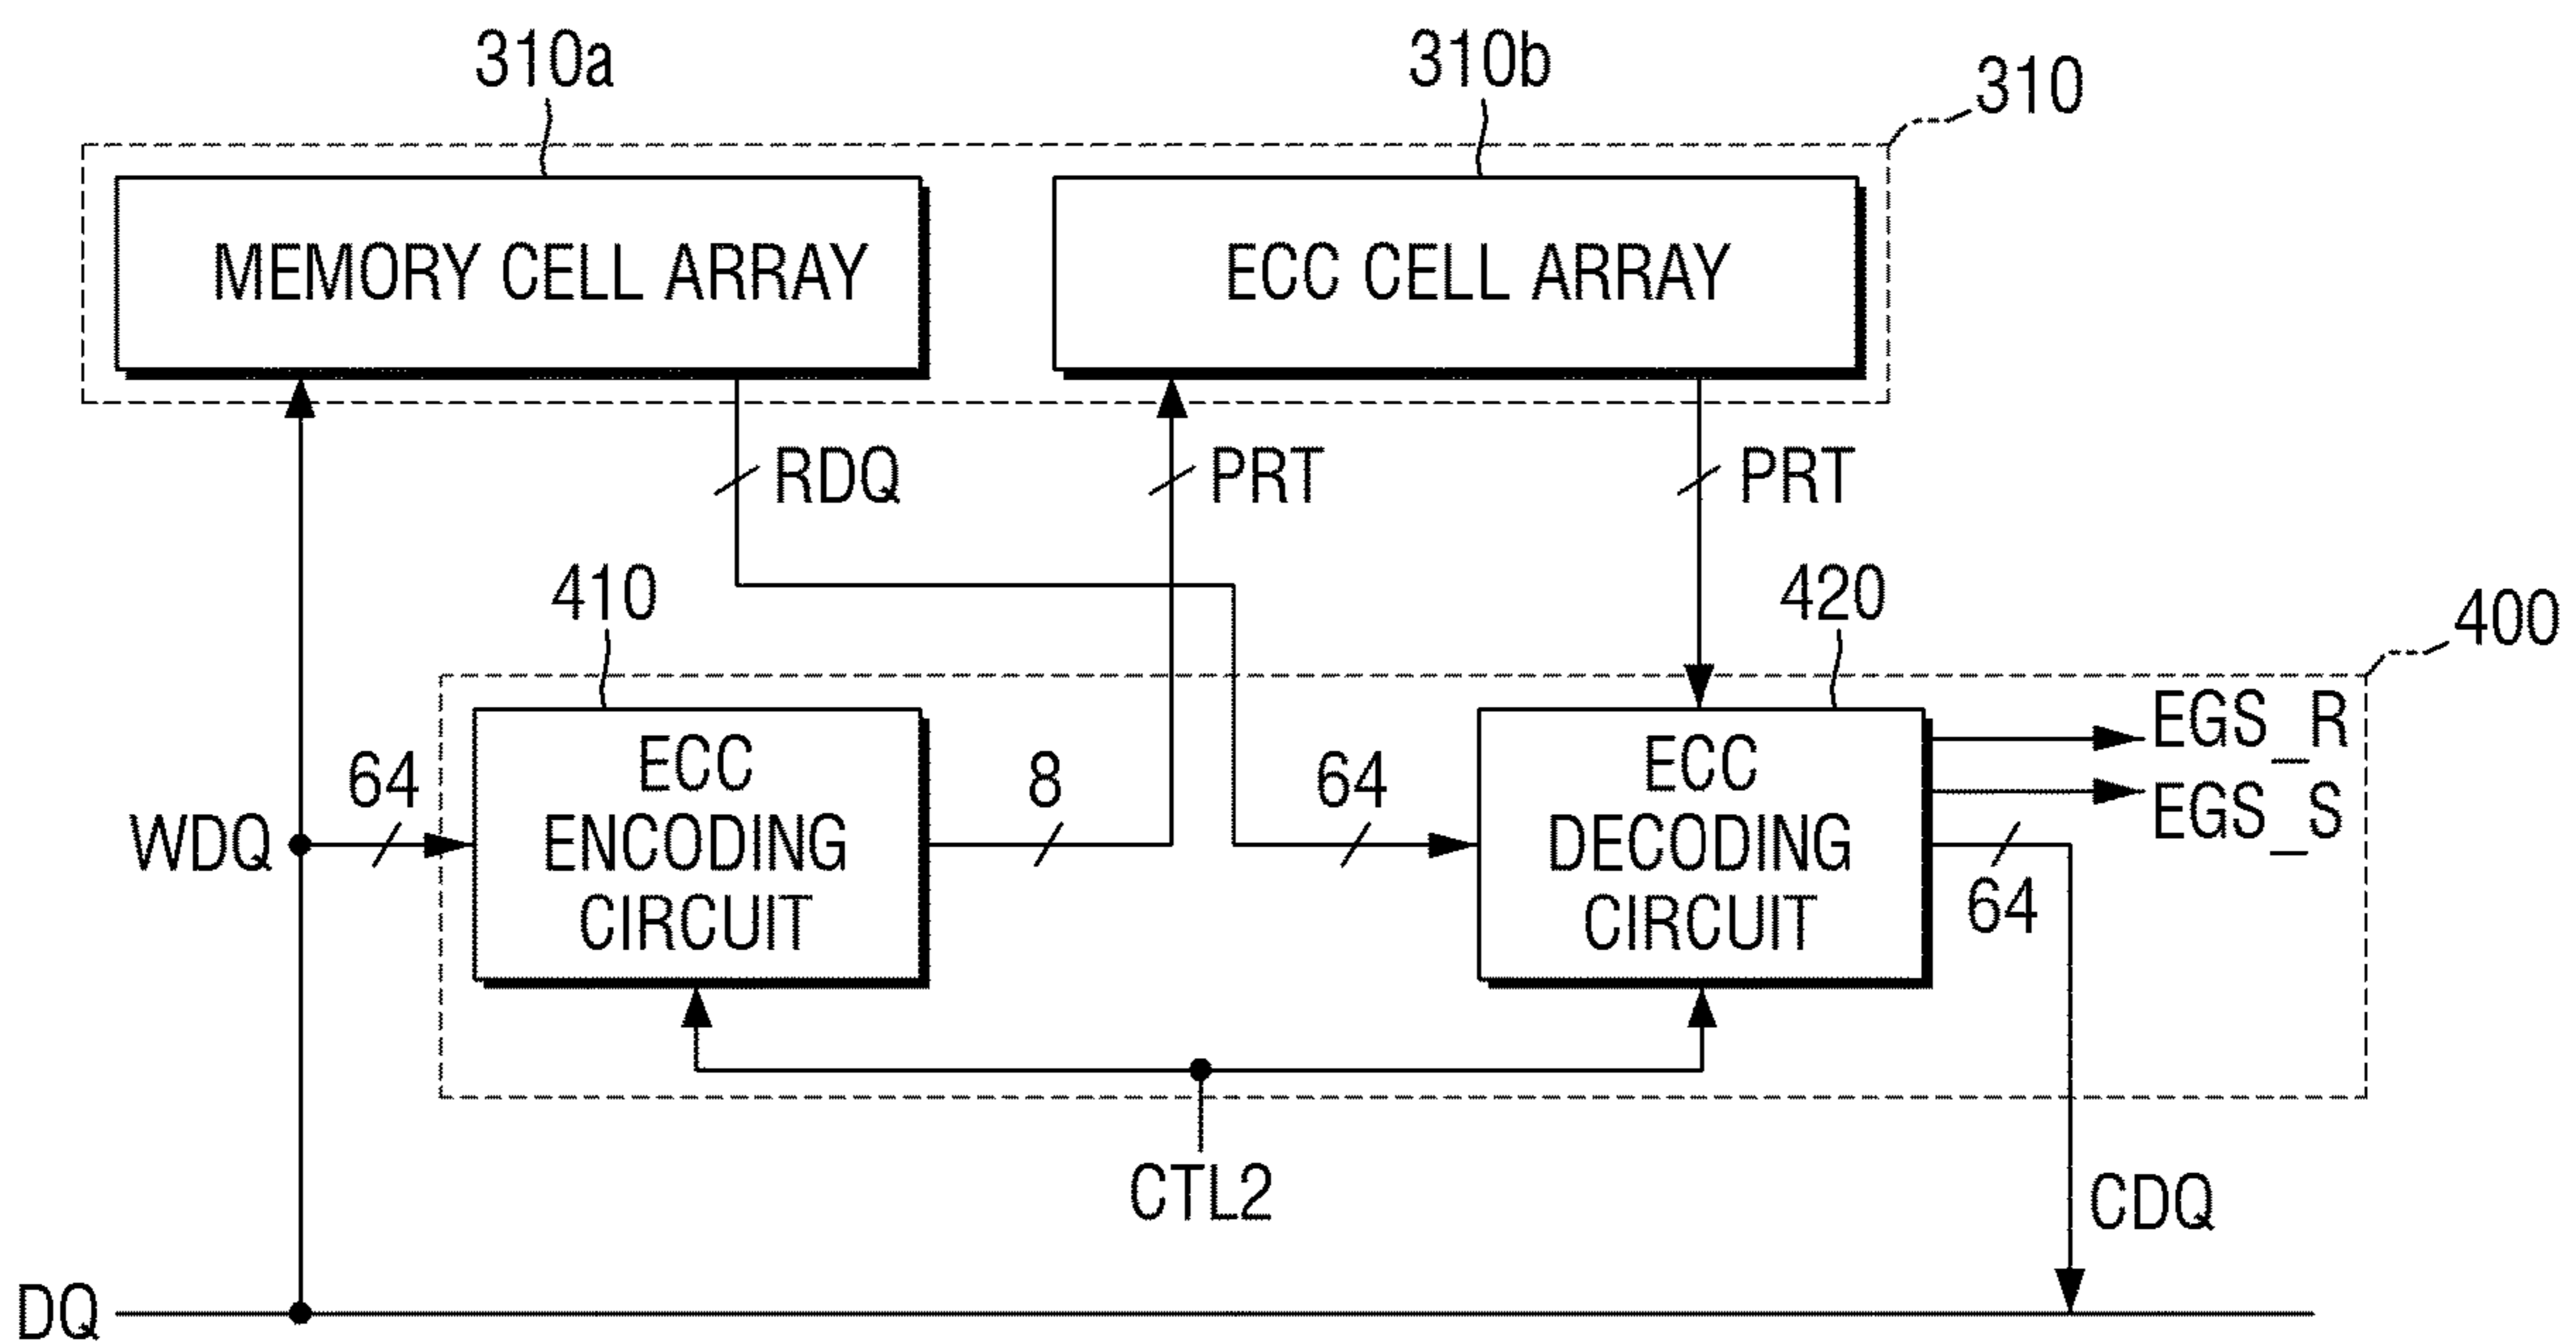 310a
310b
310
MEMORY CELL ARRAY
ECC CELL ARRAY
RDQ
PRT
PRT
410
420
400
WDQ
64
ECC
ENCODING
CIRCUIT
8
64
ECC
DECODING
CIRCUIT
EGS_R
EGS_S
64
CTL2
CDQ
DQ